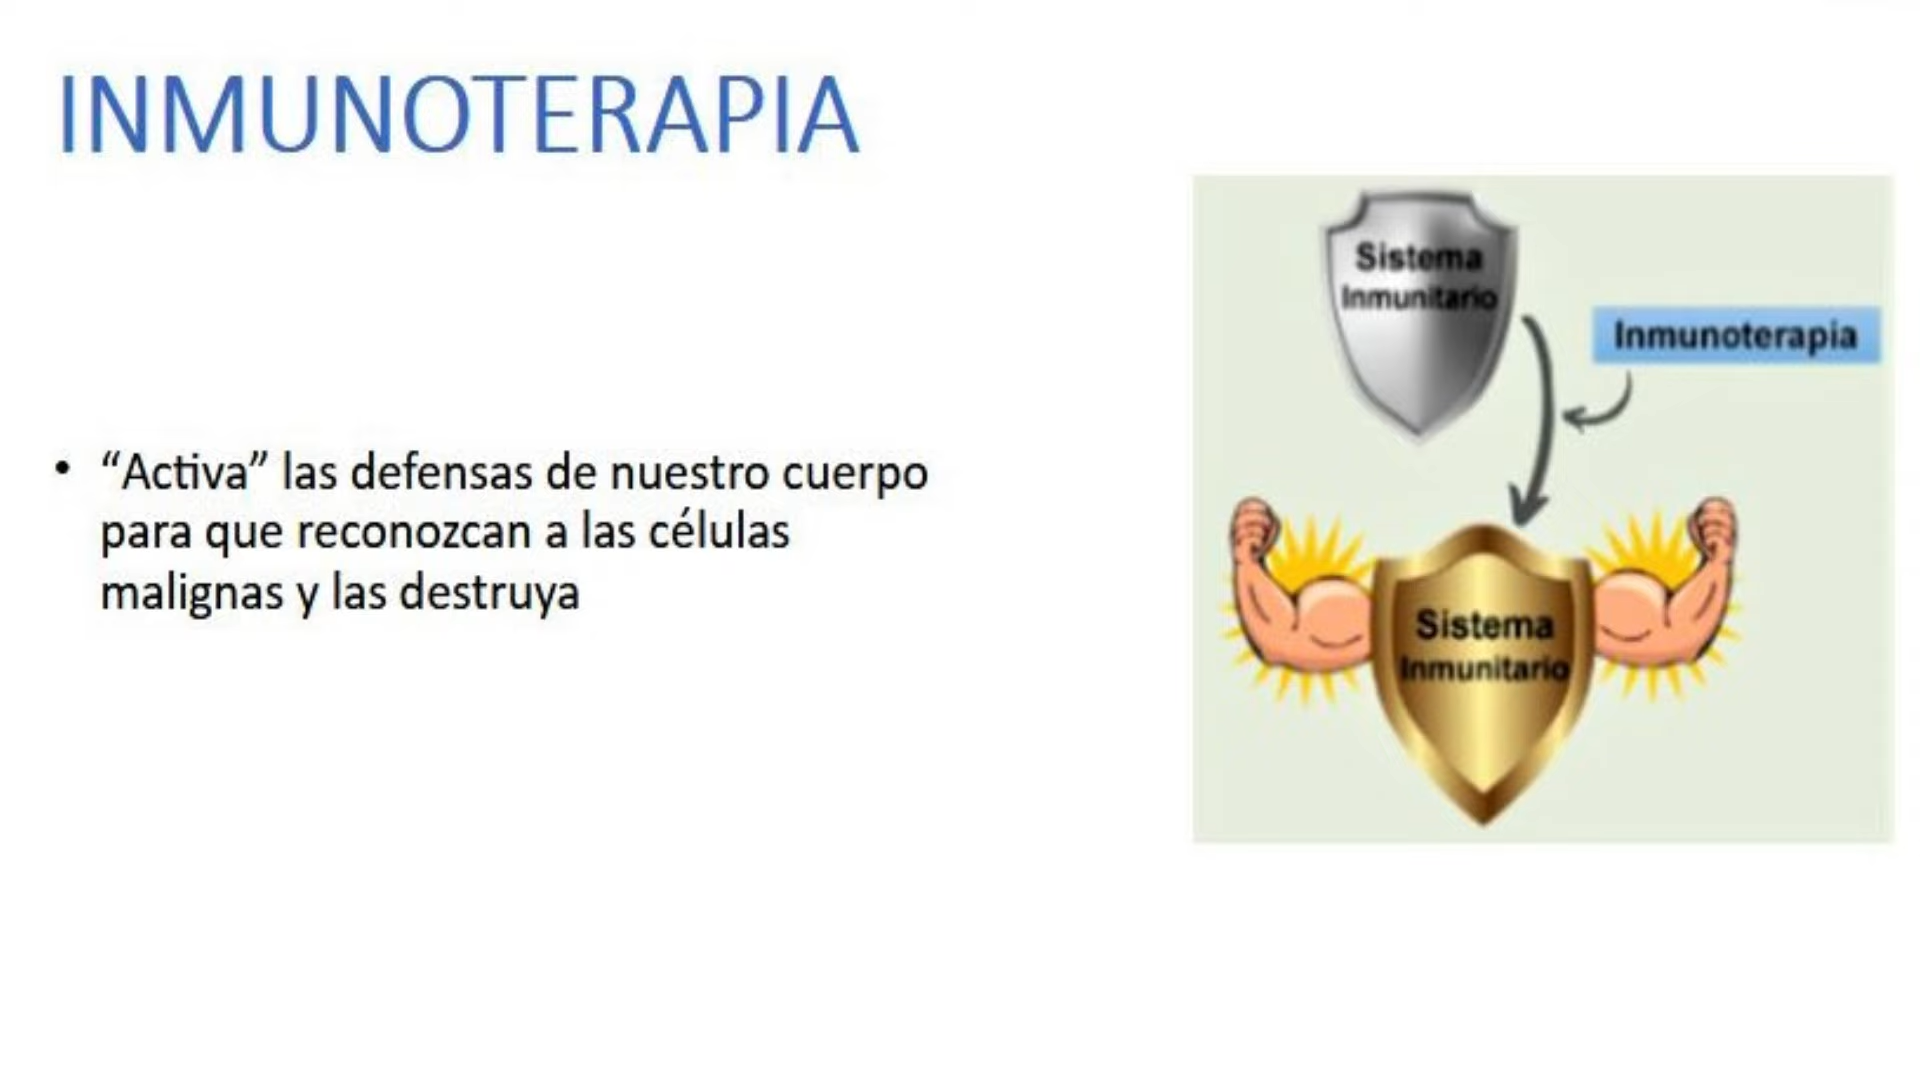 INMUNOTERAPIA
• “Activa” las defensas de nuestro cuerpo
para que reconozcan a las células
malignas y las destruya
Sistema
Inmunitario
Inmunoterapia
Sistema
Inmunitario